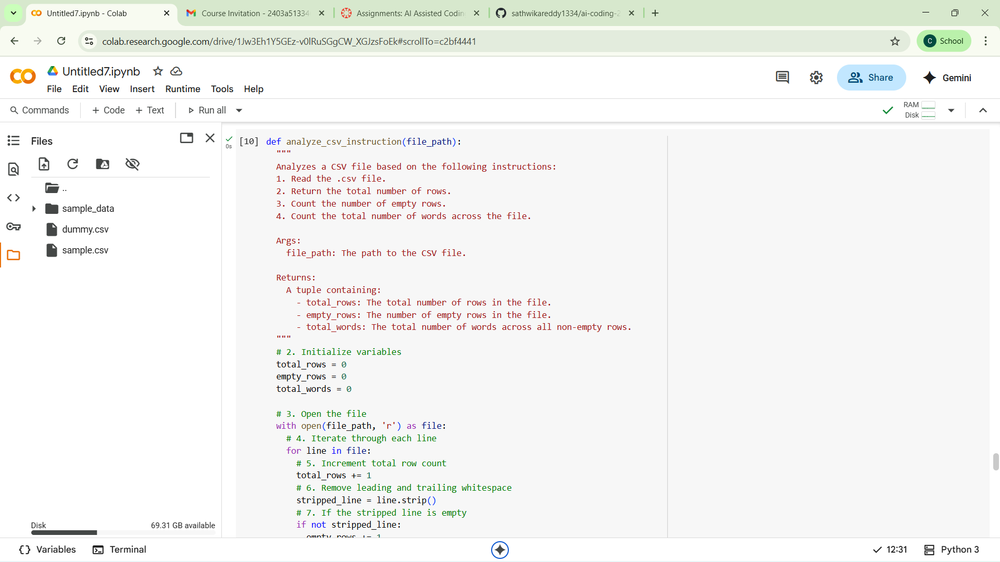 Untitled7.ipynb - Colab
Course Invitation - 2403a51334
Assignments: AI Assisted Codin
sathwikareddy1334/ai-coding-2
colab.research.google.com/drive/1Jw3Eh1Y5GEz-v0lRuSGgCW_XGJzsFoEk#scrollTo=c2bf4441
C School
Untitled7.ipynb
File Edit View Insert Runtime Tools Help
Share
Gemini
Commands + Code + Text Run all
RAM
Disk
Files
..
sample_data
dummy.csv
sample.csv
Disk 69.31 GB available
0s
[10] def analyze_csv_instruction(file_path):
"""
Analyzes a CSV file based on the following instructions:
1. Read the .csv file.
2. Return the total number of rows.
3. Count the number of empty rows.
4. Count the total number of words across the file.
Args:
file_path: The path to the CSV file.
Returns:
A tuple containing:
- total_rows: The total number of rows in the file.
- empty_rows: The number of empty rows in the file.
- total_words: The total number of words across all non-empty rows.
"""
# 2. Initialize variables
total_rows = 0
empty_rows = 0
total_words = 0
# 3. Open the file
with open(file_path, 'r') as file:
# 4. Iterate through each line
for line in file:
# 5. Increment total row count
total_rows += 1
# 6. Remove leading and trailing whitespace
stripped_line = line.strip()
# 7. If the stripped line is empty
if not stripped_line:
empty_rows += 1
Variables Terminal
12:31 Python 3